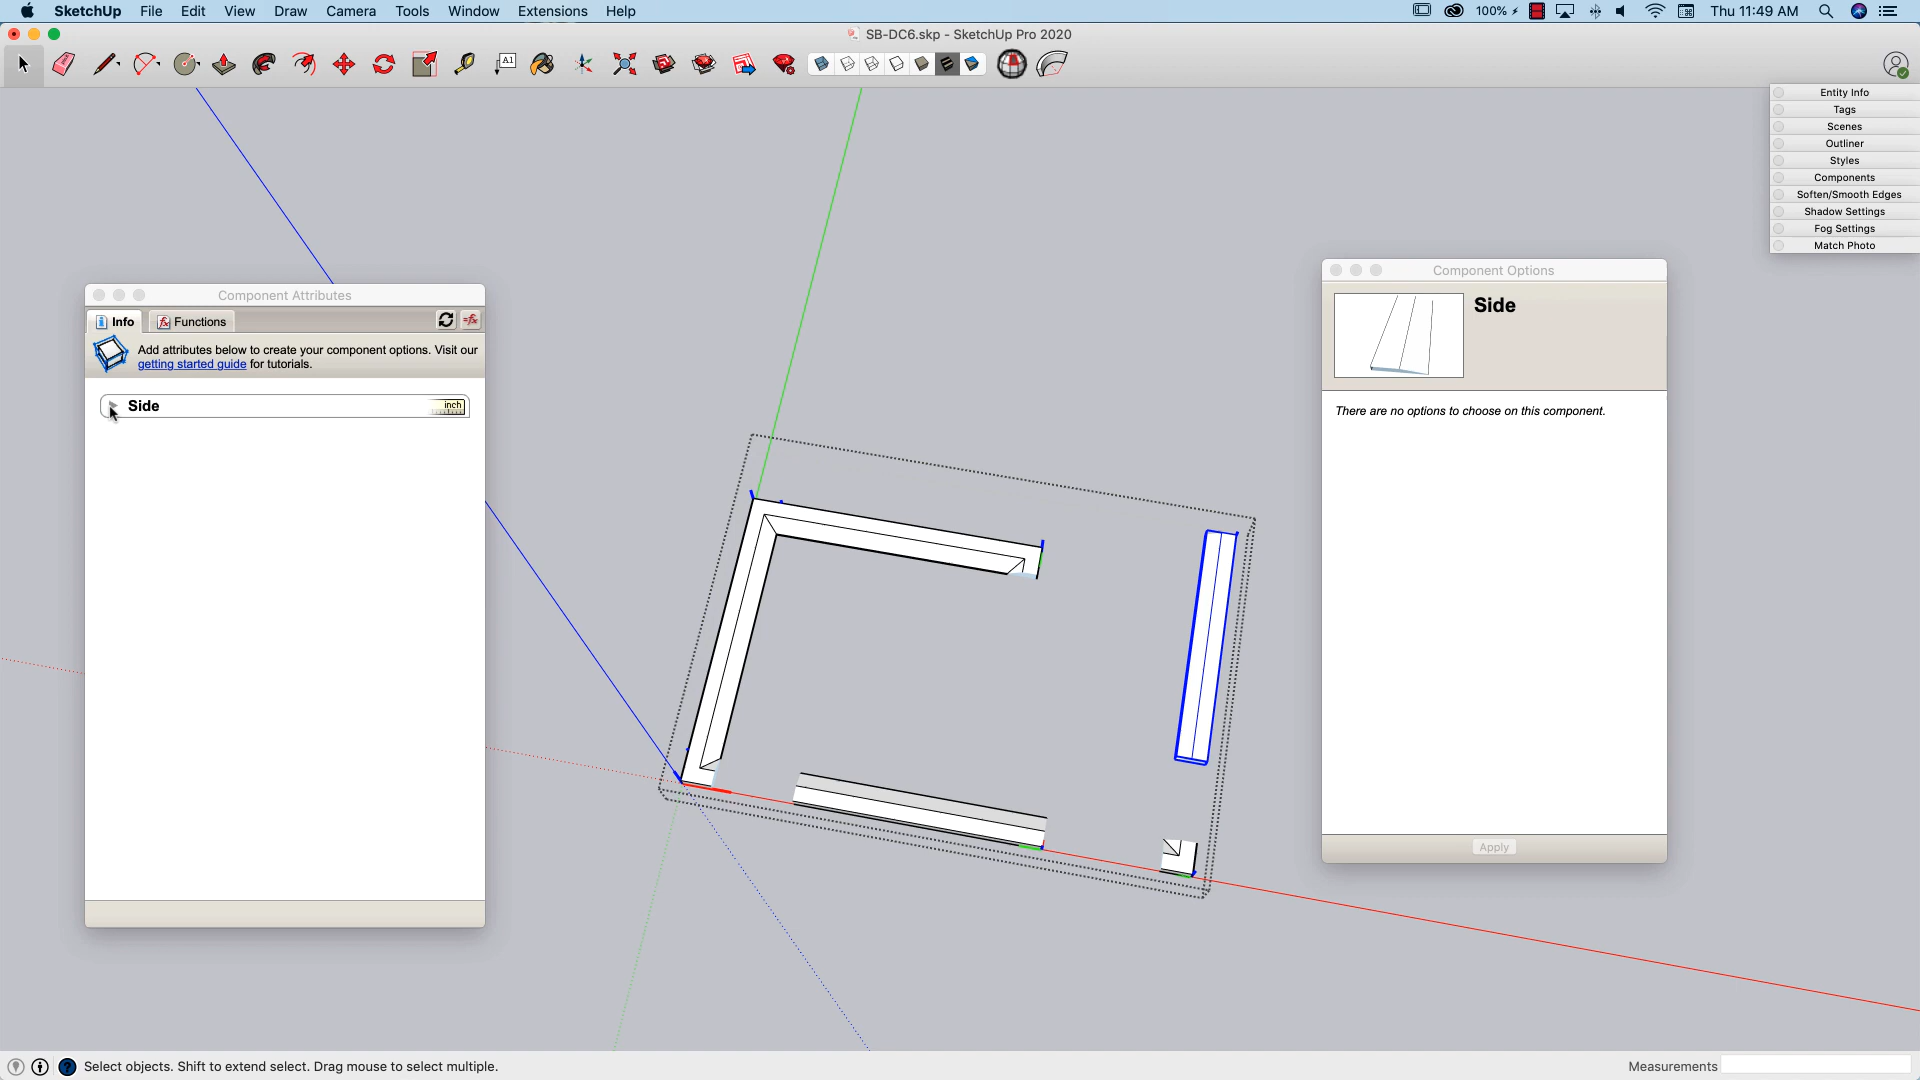 SketchUp File Edit View Draw Camera Tools Window Extensions Help
100% Thu 11:49 AM
SB-DC6.skp - SketchUp Pro 2020
A1
Entity Info
Tags
Scenes
Outliner
Styles
Components
Soften/Smooth Edges
Shadow Settings
Fog Settings
Match Photo
Component Attributes
Info Functions
=fx
Add attributes below to create your component options. Visit our
getting started guide for tutorials.
Side inch
Component Options
Side
There are no options to choose on this component.
Apply
Select objects. Shift to extend select. Drag mouse to select multiple.
Measurements